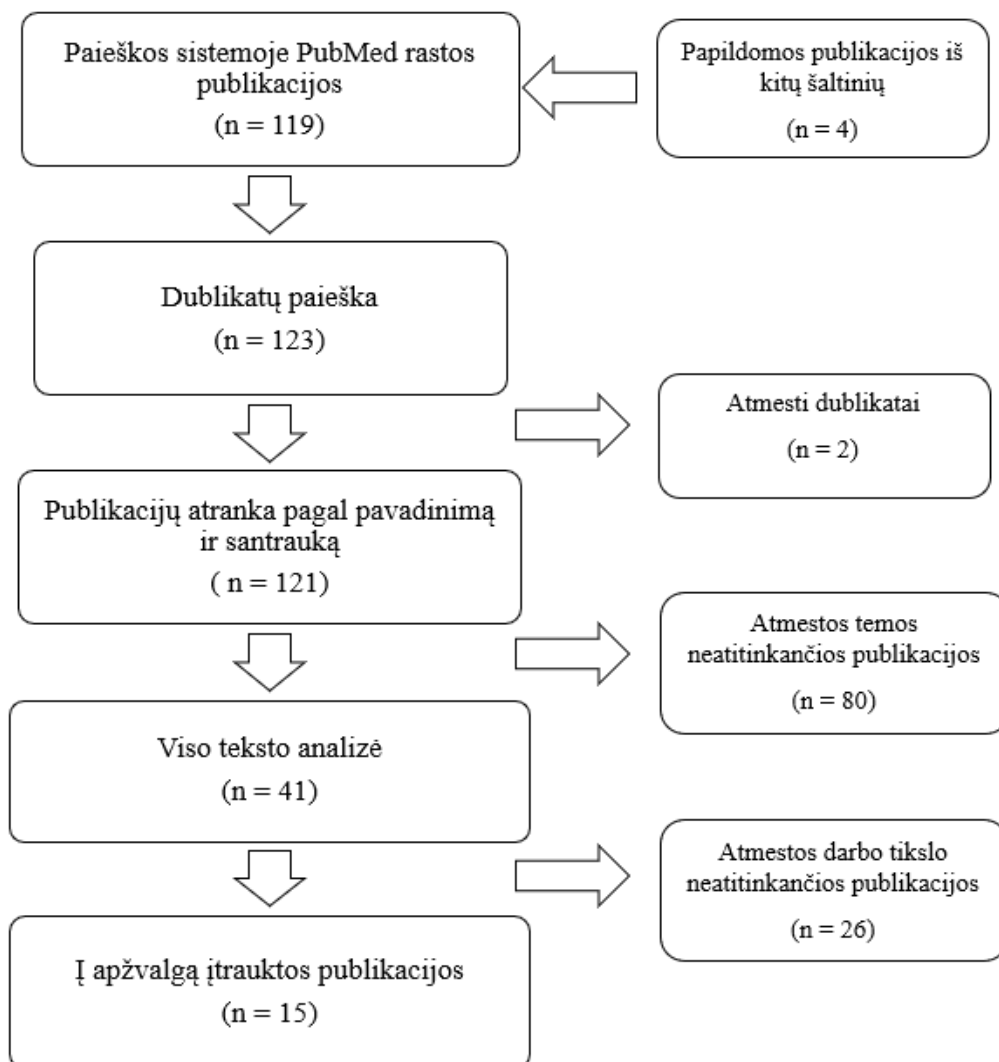 Paieškos sistemoje PubMed rastos
publikacijos
(n = 119)
Papildomos publikacijos iš
kitų šaltinių
(n = 4)
Dublikatų paieška
(n = 123)
Atmesti dublikatai
(n = 2)
Publikacijų atranka pagal pavadinimą
ir santrauką
( n = 121)
Atmestos temos
neatitinkančios publikacijos
(n = 80)
Viso teksto analizė
(n = 41)
Atmestos darbo tikslo
neatitinkančios publikacijos
(n = 26)
Į apžvalgą įtrauktos publikacijos
(n = 15)